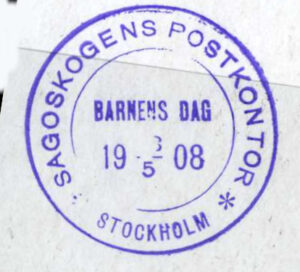 SAGOSKOGENS POSTKONTOR *
BARNENS DAG
19 3/5 08
STOCKHOLM